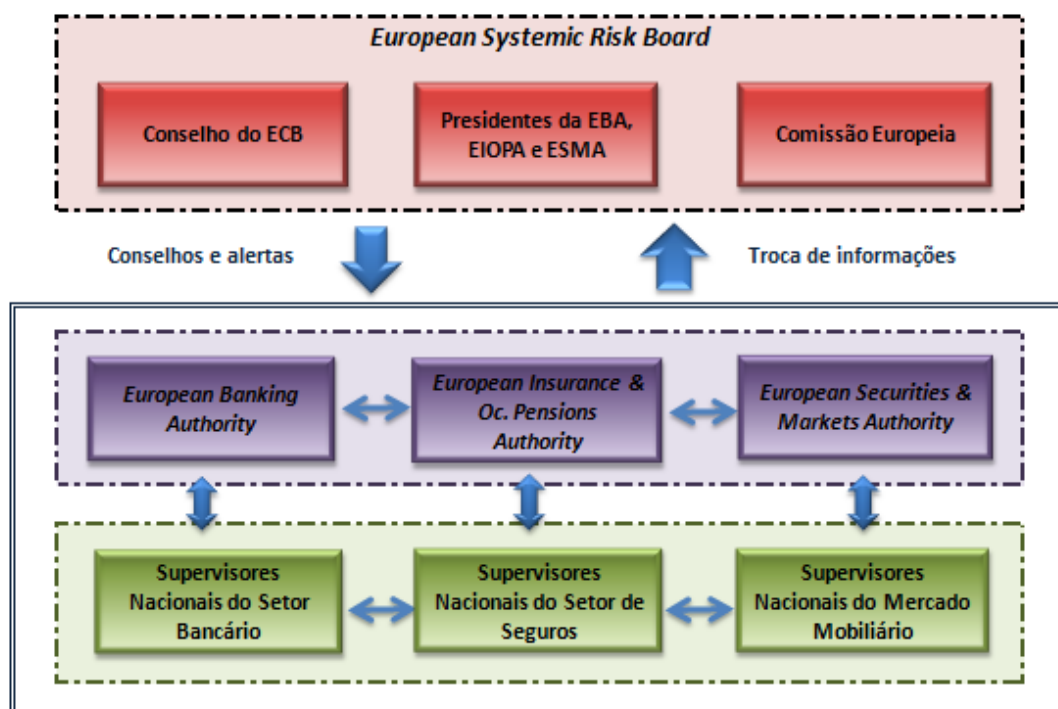 European Systemic Risk Board
Conselho do ECB
Presidentes da EBA,
EIOPA e ESMA
Comissão Europeia
Conselhos e alertas
Troca de informações
European Banking
Authority
European Insurance &
Oc. Pensions
Authority
European Securities &
Markets Authority
Supervisores
Nacionais do Setor
Bancário
Supervisores
Nacionais do Setor de
Seguros
Supervisores
Nacionais do Mercado
Mobiliário